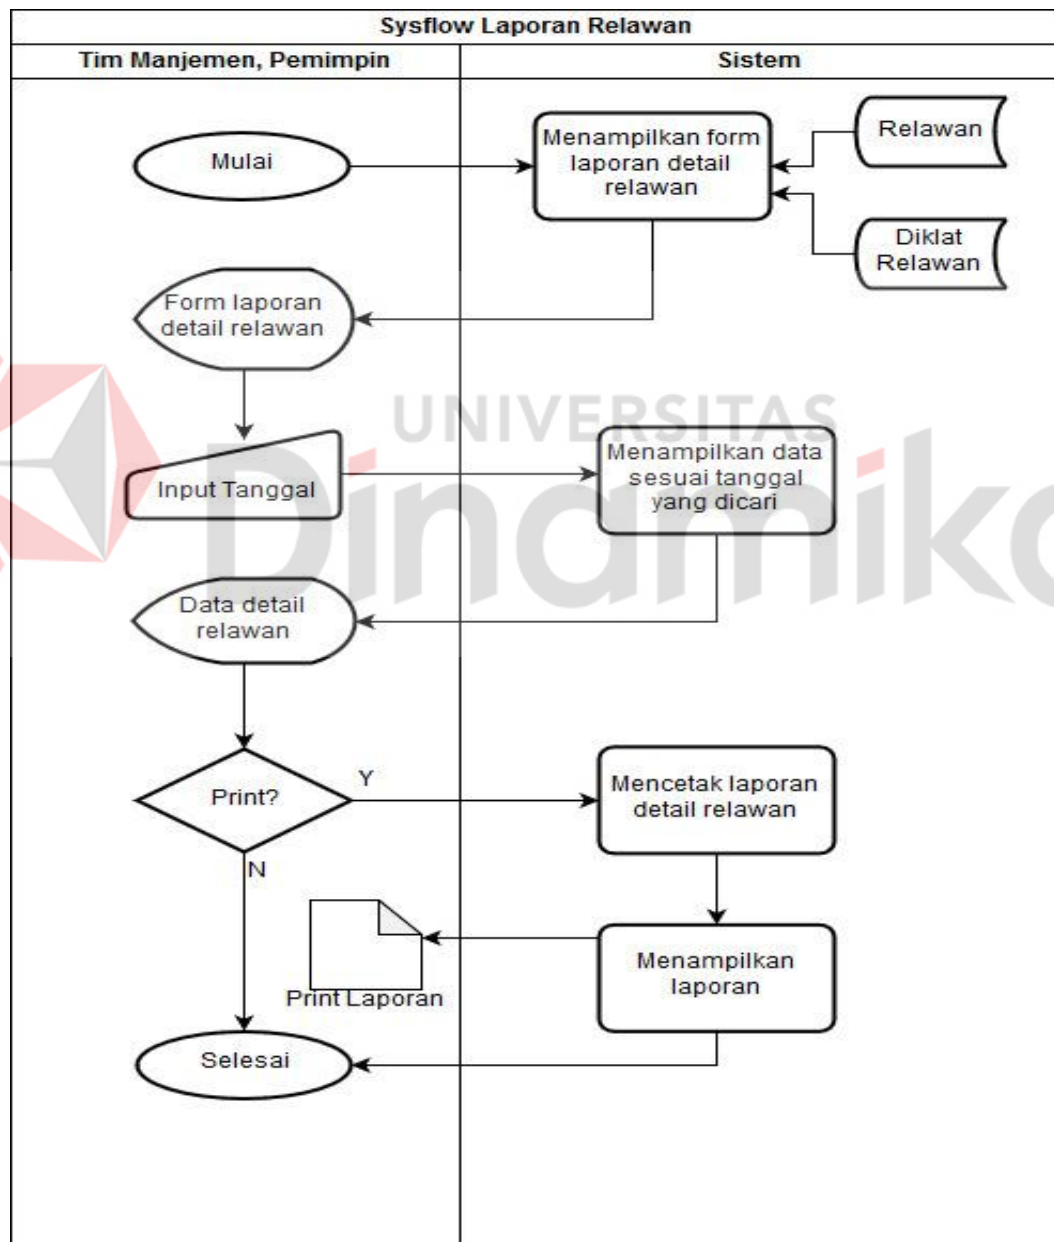 Sysflow Laporan Relawan
Tim Manjemen, Pemimpin
Sistem
Mulai
Menampilkan form
laporan detail
relawan
Relawan
Diklat
Relawan
Form laporan
detail relawan
UNIVERSITAS
Dinamika
Input Tanggal
Menampilkan data
sesuai tanggal
yang dicari
Data detail
relawan
Print?
Y
N
Mencetak laporan
detail relawan
Menampilkan
laporan
Print Laporan
Selesai